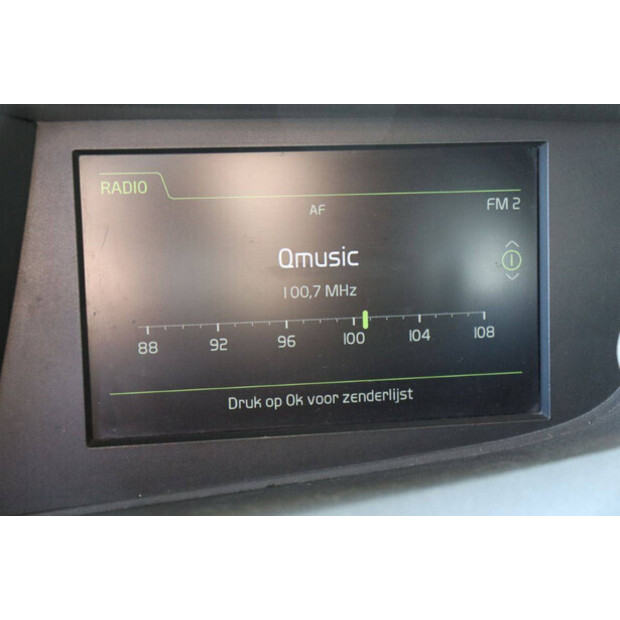 RADIO
AF
FM 2
Qmusic
100,7 MHz
88 92 96 100 104 108
Druk op Ok voor zenderlijst